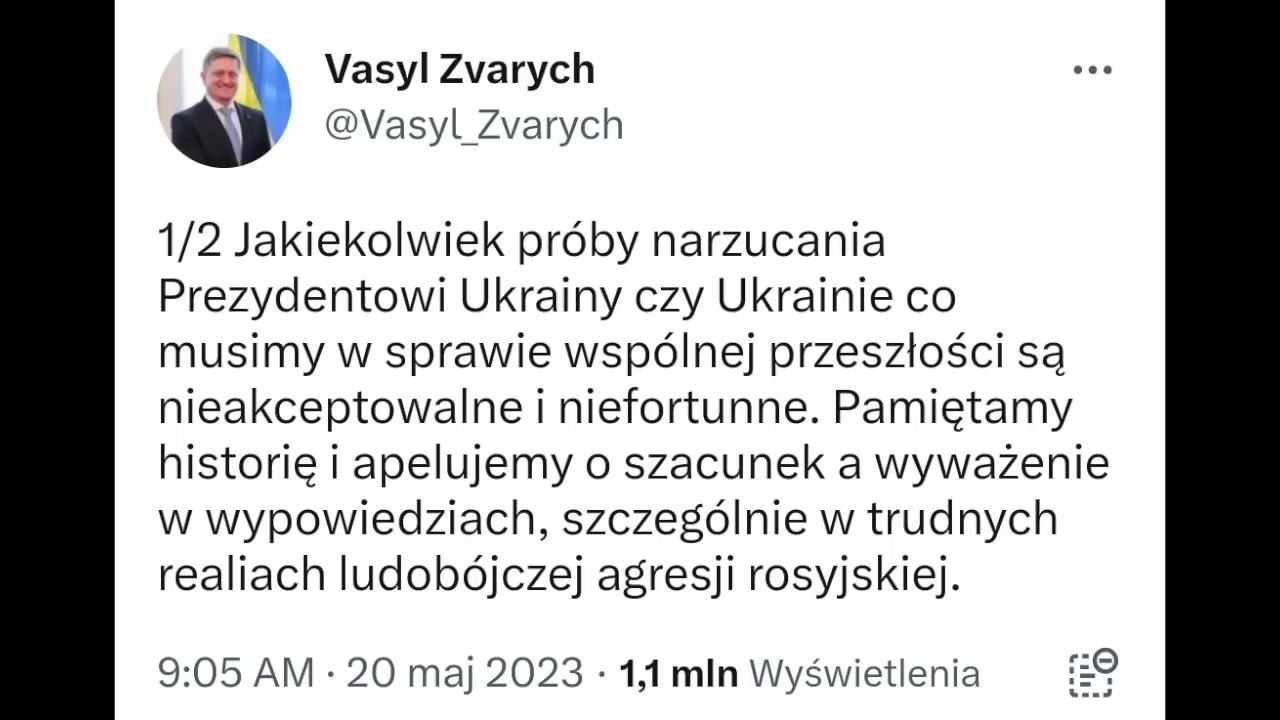 Vasyl Zvarych
@Vasyl_Zvarych
1/2 Jakiekolwiek próby narzucania
Prezydentowi Ukrainy czy Ukrainie co
musimy w sprawie wspólnej przeszłości są
nieakceptowalne i niefortunne. Pamiętamy
historię i apelujemy o szacunek a wyważenie
w wypowiedziach, szczególnie w trudnych
realiach ludobójczej agresji rosyjskiej.
9:05 AM · 20 maj 2023 · 1,1 mln Wyświetlenia